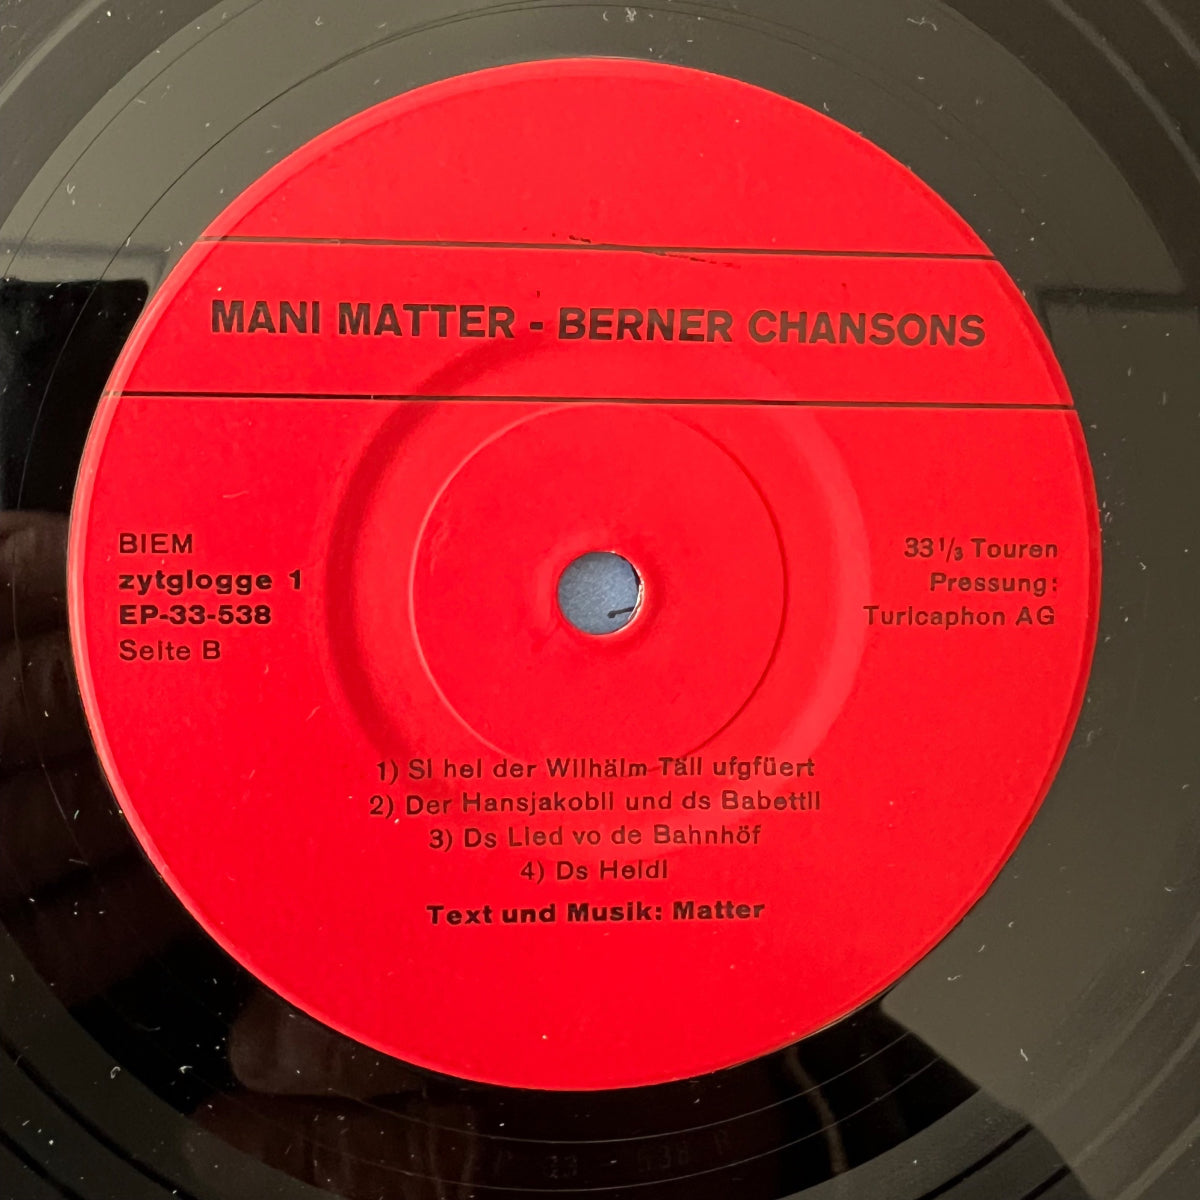 MANI MATTER - BERNER CHANSONS
BIEM
zytglogge 1
EP-33-538
Seite B
33 1/3 Touren
Pressung:
Turicaphon AG
1) Si hei der Wilhälm Täll ufgfüert
2) Der Hansjakobli und ds Babettli
3) Ds Lied vo de Bahnhöf
4) Ds Heidi
Text und Musik: Matter